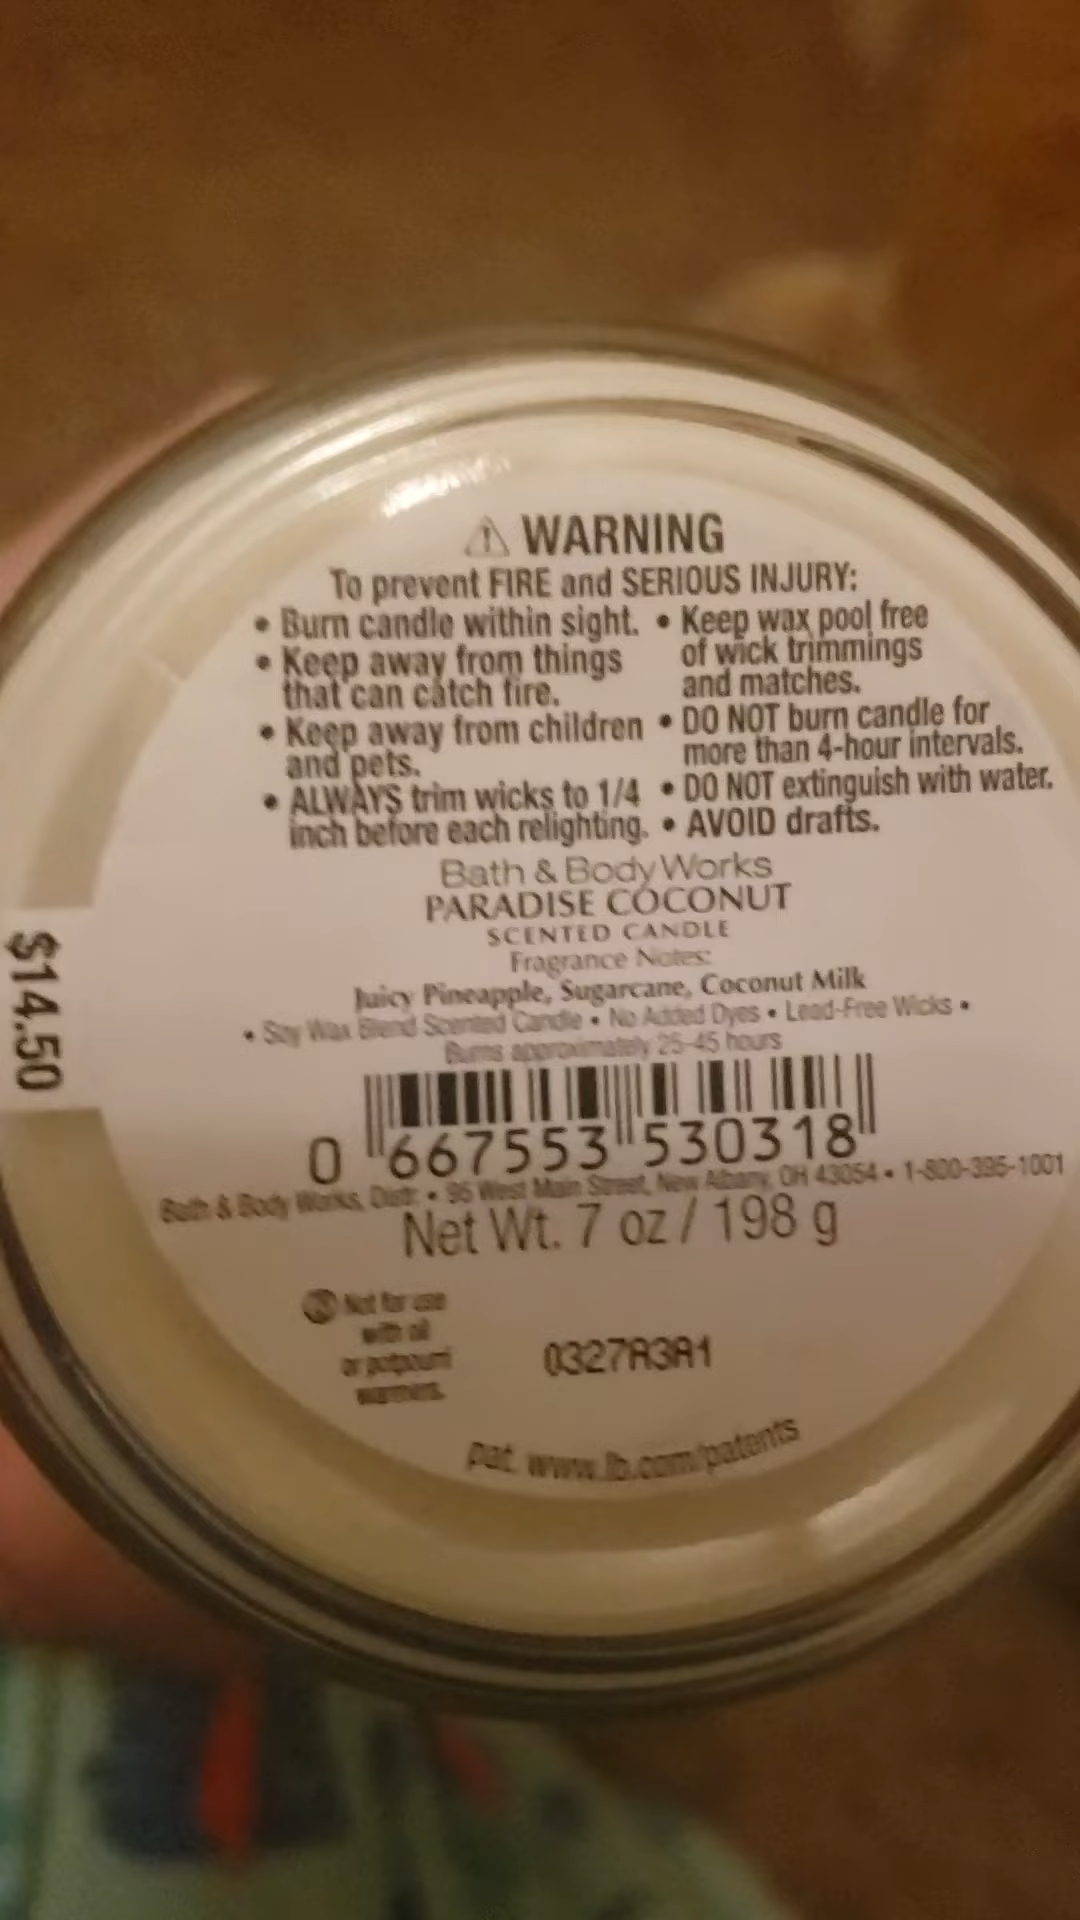 ⚠ WARNING
To prevent FIRE and SERIOUS INJURY:
• Burn candle within sight.
• Keep away from things
that can catch fire.
• Keep away from children
and pets.
• ALWAYS trim wicks to 1/4
inch before each relighting.
• Keep wax pool free
of wick trimmings
and matches.
• DO NOT burn candle for
more than 4-hour intervals.
• DO NOT extinguish with water.
• AVOID drafts.
Bath & Body Works
PARADISE COCONUT
SCENTED CANDLE
Fragrance Notes:
Juicy Pineapple, Sugarcane, Coconut Milk
• Soy Wax Blend Scented Candle • No Added Dyes • Lead-Free Wicks •
Burns approximately 25-45 hours
0 667553 530318
Bath & Body Works, Distr. • 95 West Main Street, New Albany, OH 43054 • 1-800-395-1001
Net Wt. 7 oz / 198 g
Not for use
with oil
or potpourri
warmers.
0327A3A1
pat. www.lb.com/patents
$14.50